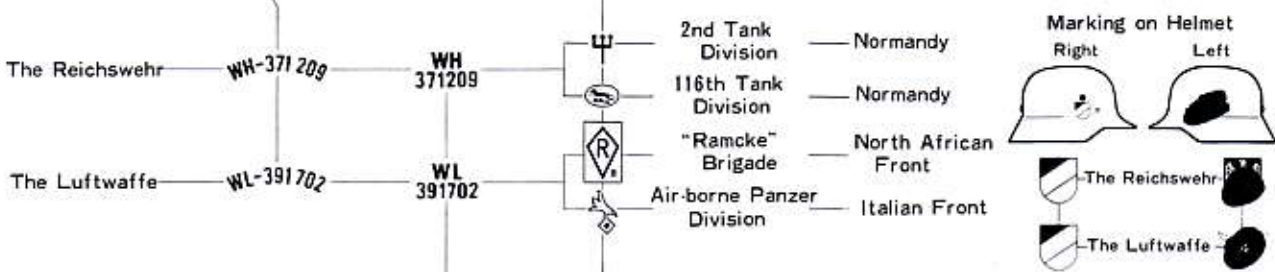 The Reichswehr
WH-371209
WH
371209
2nd Tank
Division
Normandy
116th Tank
Division
Normandy
The Luftwaffe
WL-391702
WL
391702
R
"Ramcke"
Brigade
North African
Front
Air-borne Panzer
Division
Italian Front
Marking on Helmet
Right
Left
The Reichswehr
The Luftwaffe